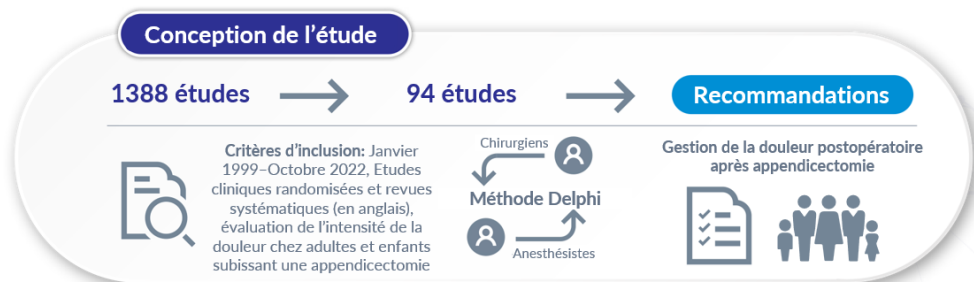 Conception de l’étude
1388 études
94 études
Recommandations
Critères d’inclusion: Janvier
1999–Octobre 2022, Etudes
cliniques randomisées et revues
systématiques (en anglais),
évaluation de l’intensité de la
douleur chez adultes et enfants
subissant une appendicectomie
Chirurgiens
Méthode Delphi
Anesthésistes
Gestion de la douleur postopératoire
après appendicectomie